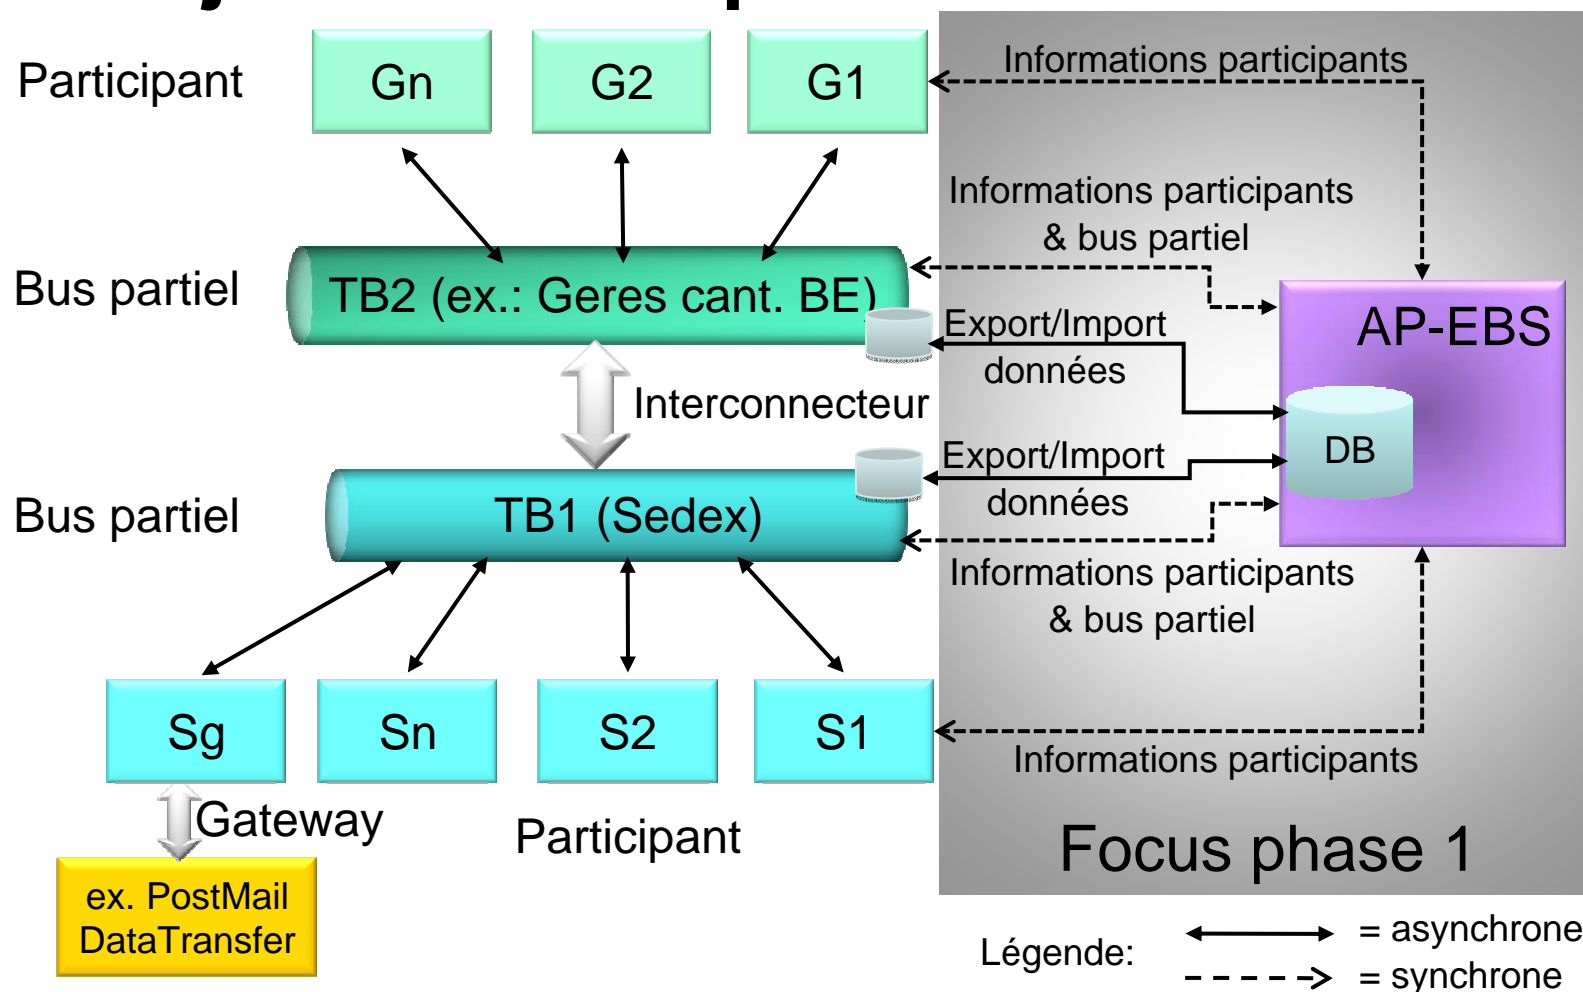 Participant
Gn
G2
G1
Informations participants
Informations participants
& bus partiel
Bus partiel
TB2 (ex.: Geres cant. BE)
Export/Import
données
AP-EBS
Interconnecteur
DB
Bus partiel
TB1 (Sedex)
Export/Import
données
Informations participants
& bus partiel
Sg
Sn
S2
S1
Informations participants
Gateway
Participant
Focus phase 1
ex. PostMail
DataTransfer
Légende:
= asynchrone
= synchrone